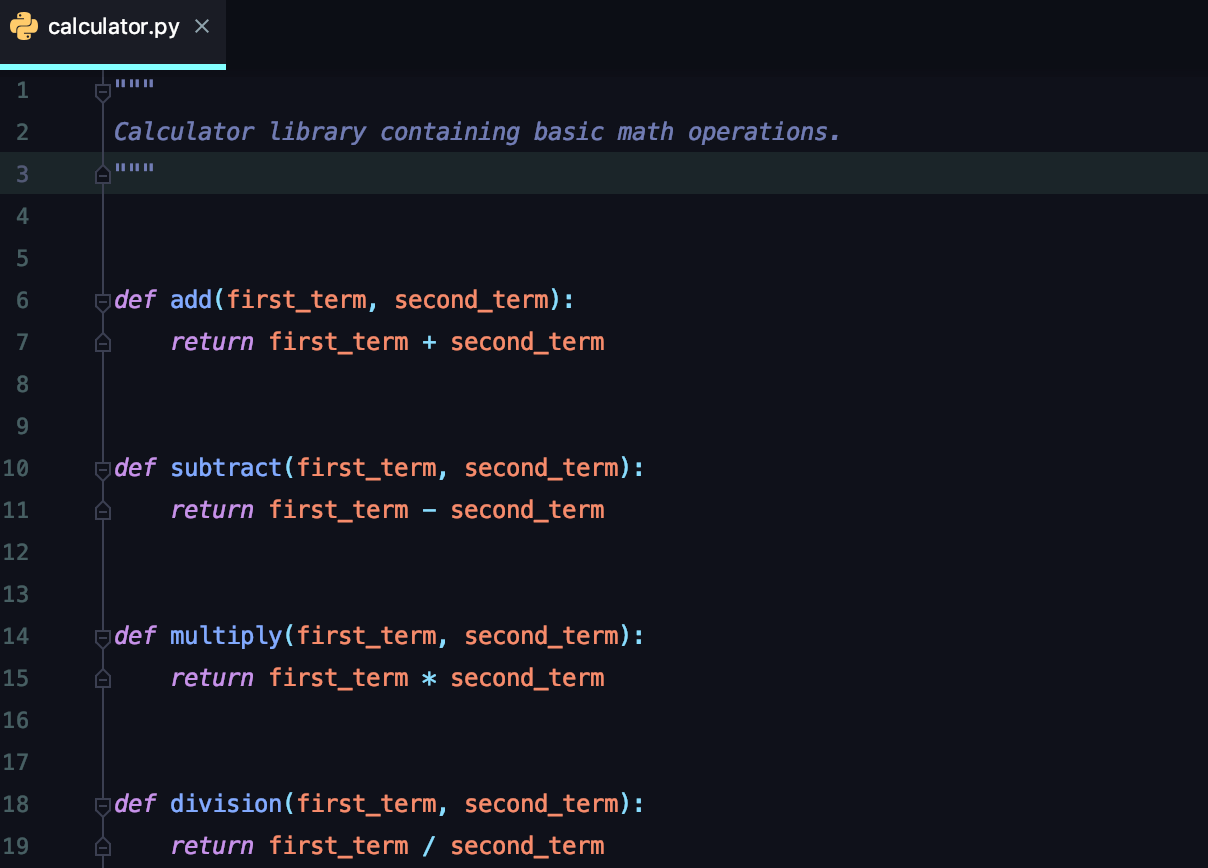 calculator.py ×
1 """
2 Calculator library containing basic math operations.
3 """
4
5
6 def add(first_term, second_term):
7     return first_term + second_term
8
9
10 def subtract(first_term, second_term):
11     return first_term - second_term
12
13
14 def multiply(first_term, second_term):
15     return first_term * second_term
16
17
18 def division(first_term, second_term):
19     return first_term / second_term